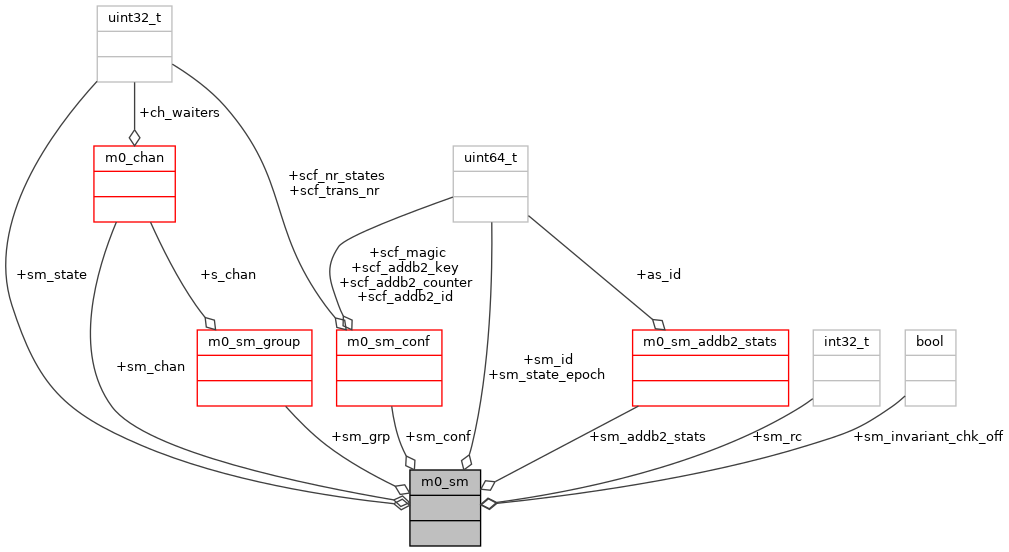 uint32_t
+ch_waiters
m0_chan
uint64_t
+scf_nr_states
+scf_trans_nr
+sm_state
+s_chan
+scf_magic
+scf_addb2_key
+scf_addb2_counter
+scf_addb2_id
+as_id
m0_sm_group
m0_sm_conf
m0_sm_addb2_stats
int32_t
bool
+sm_chan
+sm_id
+sm_state_epoch
+sm_grp
+sm_conf
+sm_addb2_stats
+sm_rc
+sm_invariant_chk_off
m0_sm